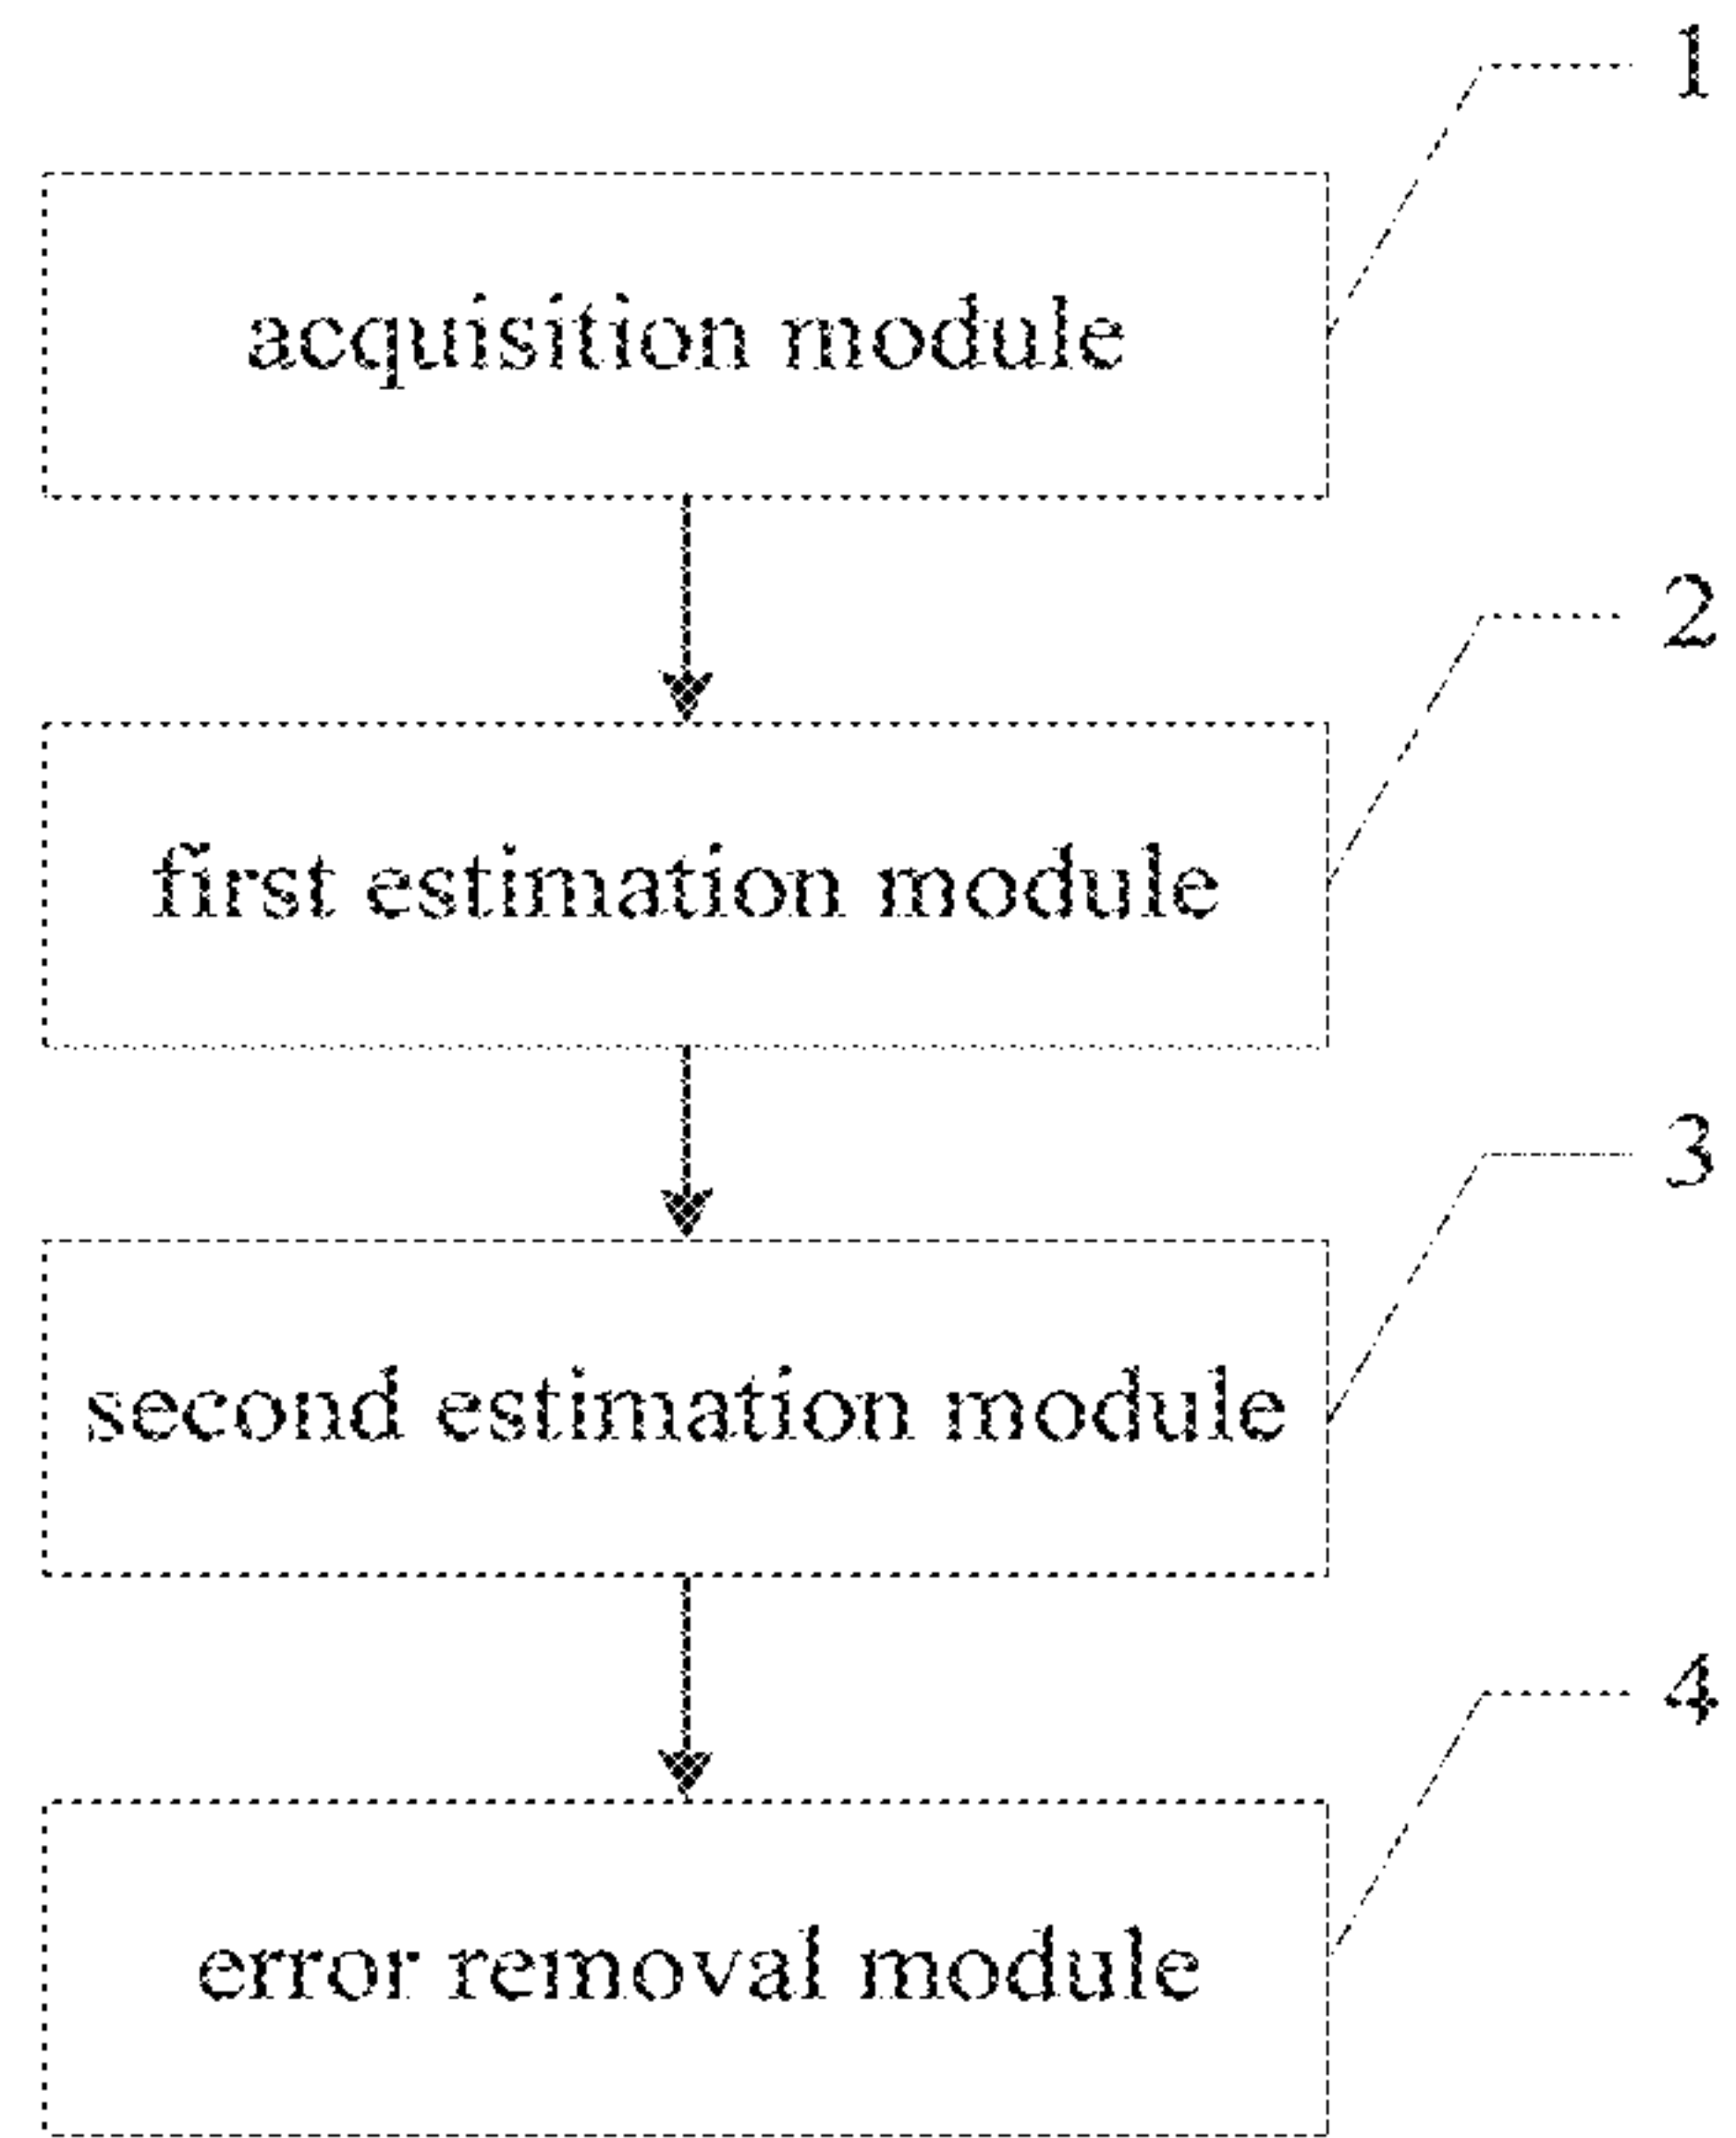 1
acquisition module
2
first estimation module
3
second estimation module
4
error removal module